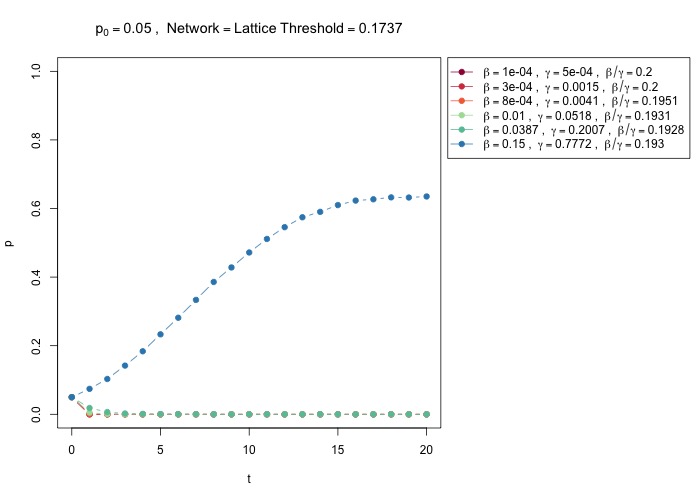 p₀ = 0.05 , Network = Lattice Threshold = 0.1737
β = 1e-04 , γ = 5e-04 , β/γ = 0.2
β = 3e-04 , γ = 0.0015 , β/γ = 0.2
β = 8e-04 , γ = 0.0041 , β/γ = 0.1951
β = 0.01 , γ = 0.0518 , β/γ = 0.1931
β = 0.0387 , γ = 0.2007 , β/γ = 0.1928
β = 0.15 , γ = 0.7772 , β/γ = 0.193
1.0
0.8
0.6
0.4
0.2
0.0
p
0 5 10 15 20
t